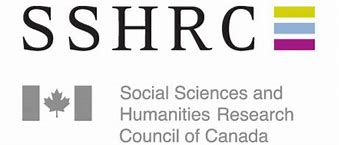 SSHRC
Social Sciences and
Humanities Research
Council of Canada